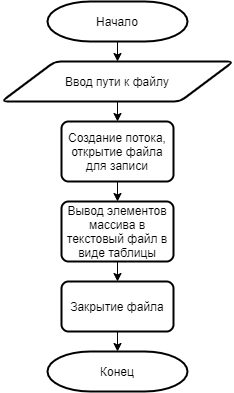 Начало
Ввод пути к файлу
Создание потока,
открытие файла
для записи
Вывод элементов
массива в
текстовый файл в
виде таблицы
Закрытие файла
Конец